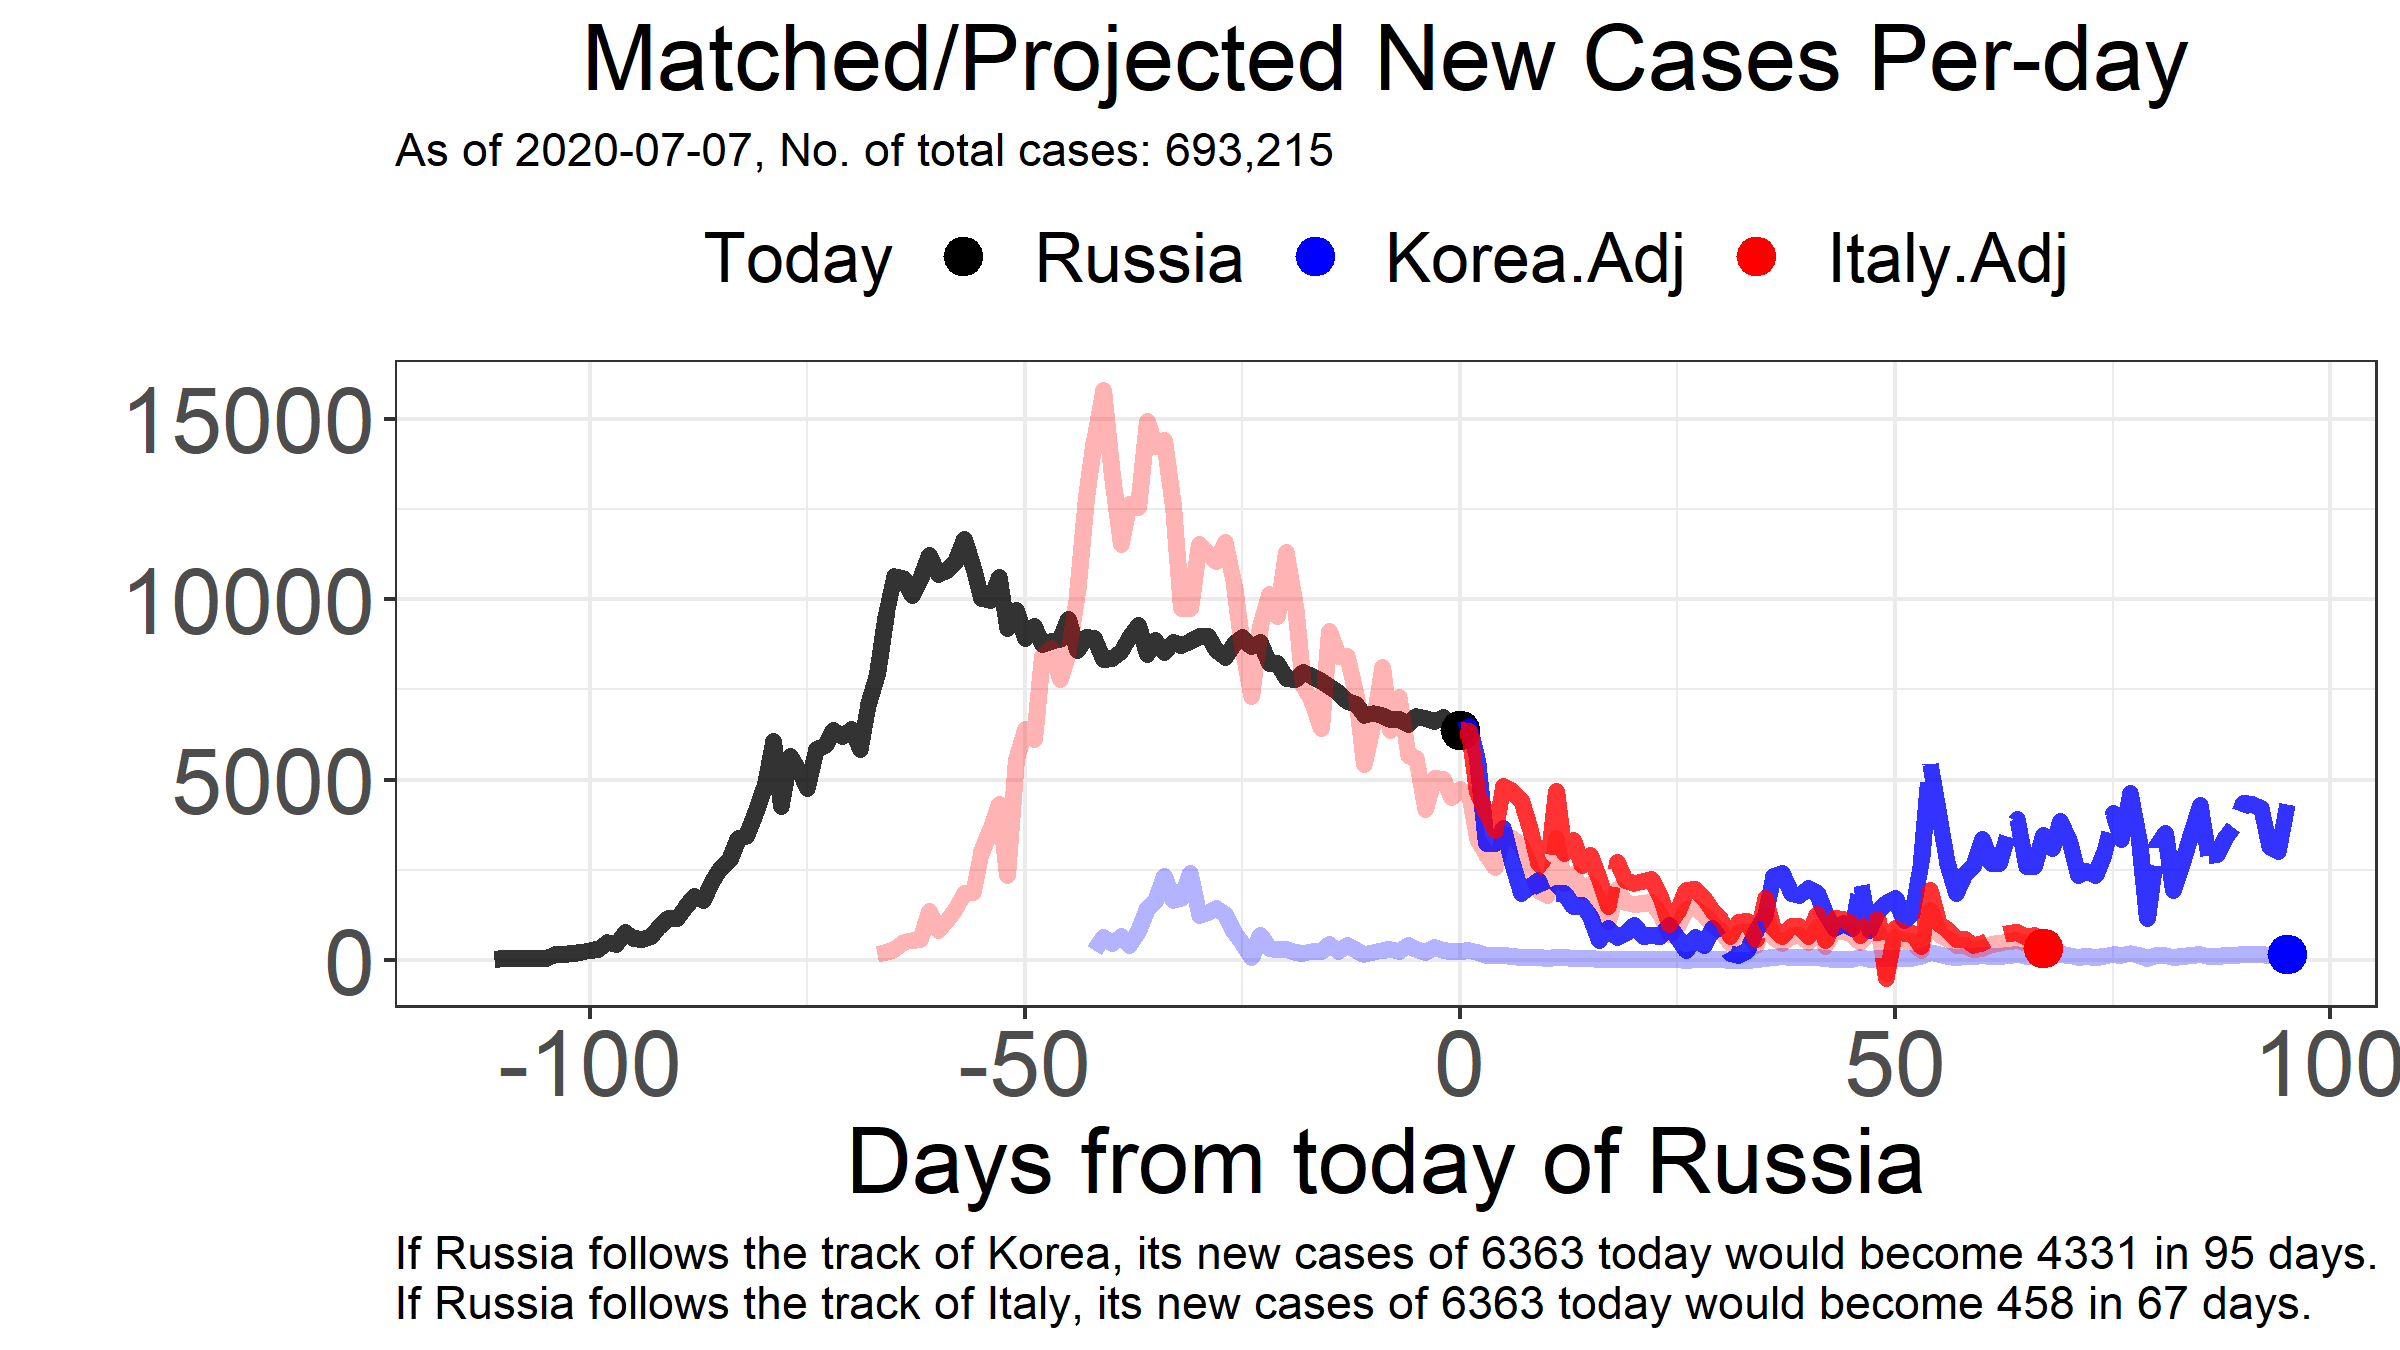 Matched/Projected New Cases Per-day
As of 2020-07-07, No. of total cases: 693,215
Today Russia Korea.Adj Italy.Adj
15000
10000
5000
0
-100 -50 0 50 100
Days from today of Russia
If Russia follows the track of Korea, its new cases of 6363 today would become 4331 in 95 days.
If Russia follows the track of Italy, its new cases of 6363 today would become 458 in 67 days.